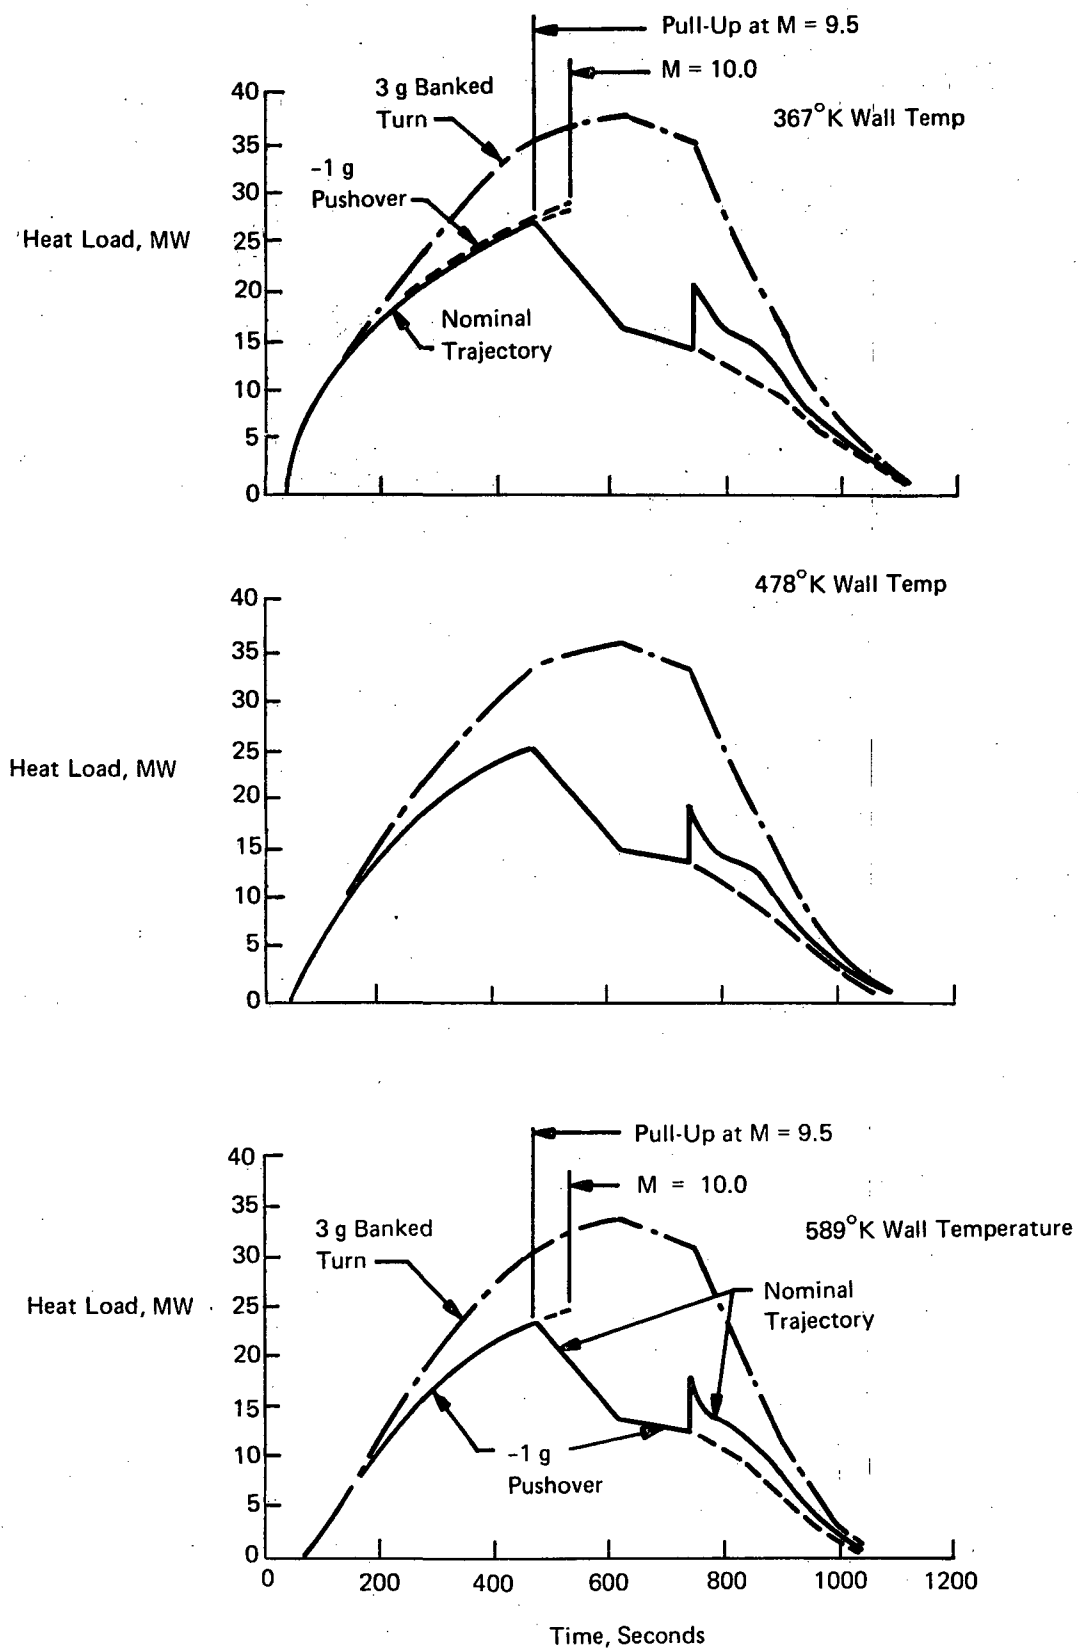 Pull-Up at M = 9.5
M = 10.0
3 g Banked
Turn
367°K Wall Temp
-1 g
Pushover
Heat Load, MW
Nominal
Trajectory
40
35
30
25
20
15
10
5
0
478°K Wall Temp
Heat Load, MW
40
35
30
25
20
15
10
5
0
Pull-Up at M = 9.5
M = 10.0
3 g Banked
Turn
589°K Wall Temperature
Heat Load, MW
Nominal
Trajectory
-1 g
Pushover
40
35
30
25
20
15
10
5
0
0 200 400 600 800 1000 1200
Time, Seconds